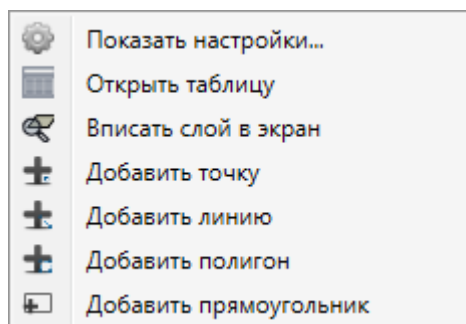 Показать настройки...
Открыть таблицу
Вписать слой в экран
Добавить точку
Добавить линию
Добавить полигон
Добавить прямоугольник